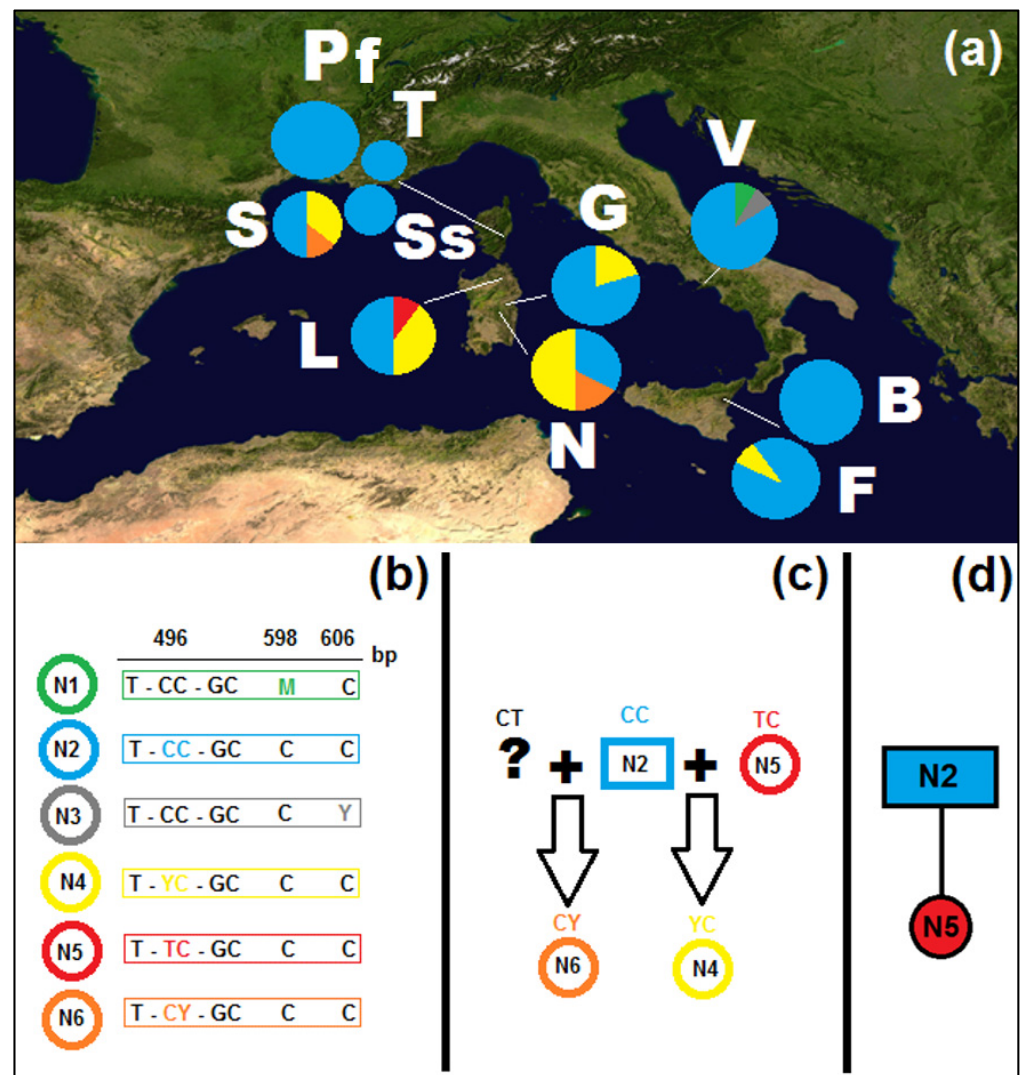 (a)
Pf
T
V
S
Ss
G
L
N
B
F
(b)
496 598 606
bp
N1 T - CC - GC M C
N2 T - CC - GC C C
N3 T - CC - GC C Y
N4 T - YC - GC C C
N5 T - TC - GC C C
N6 T - CY - GC C C
(c)
CT CC TC
? + N2 + N5
CY YC
N6 N4
(d)
N2
N5